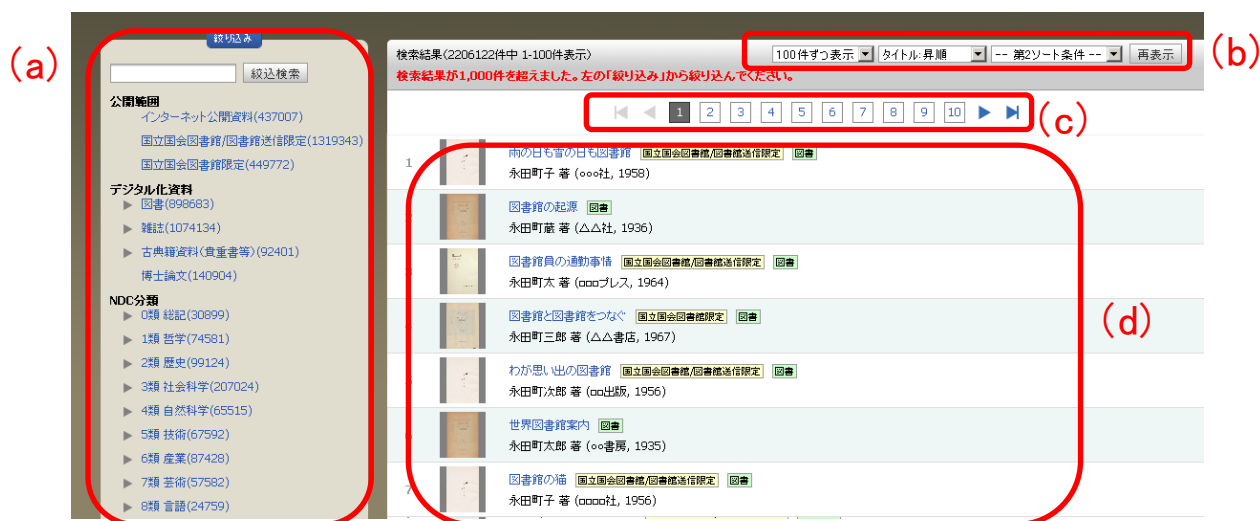 (a)
絞り込み
絞込検索
公開範囲
インターネット公開資料(437007)
国立国会図書館/図書館送信限定(1319343)
国立国会図書館限定(449772)
デジタル化資料
▶ 図書(898683)
▶ 雑誌(1074134)
▶ 古典籍資料(貴重書等)(92401)
博士論文(140904)
NDC分類
▶ 0類 総記(30899)
▶ 1類 哲学(74581)
▶ 2類 歴史(99124)
▶ 3類 社会科学(207024)
▶ 4類 自然科学(65515)
▶ 5類 技術(67592)
▶ 6類 産業(87428)
▶ 7類 芸術(57582)
▶ 8類 言語(24759)
検索結果(2206122件中 1-100件表示)
100件ずつ表示 タイトル:昇順 -- 第2ソート条件 -- 再表示
(b)
検索結果が1,000件を超えました。左の「絞り込み」から絞り込んでください。
1 2 3 4 5 6 7 8 9 10
(c)
1
雨の日も雪の日も図書館 国立国会図書館/図書館送信限定 図書
永田町子 著 (○○○社, 1958)
図書館の起源 図書
永田町蔵 著 (△△社, 1936)
図書館員の通勤事情 国立国会図書館/図書館送信限定 図書
永田町太 著 (□□□プレス, 1964)
図書館と図書館をつなぐ 国立国会図書館限定 図書
永田町三郎 著 (△△書店, 1967)
(d)
わが思い出の図書館 国立国会図書館/図書館送信限定 図書
永田町次郎 著 (□□出版, 1956)
世界図書館案内 図書
永田町太郎 著 (○○書房, 1935)
7
図書館の猫 国立国会図書館/図書館送信限定 図書
永田町子 著 (□□□□社, 1956)